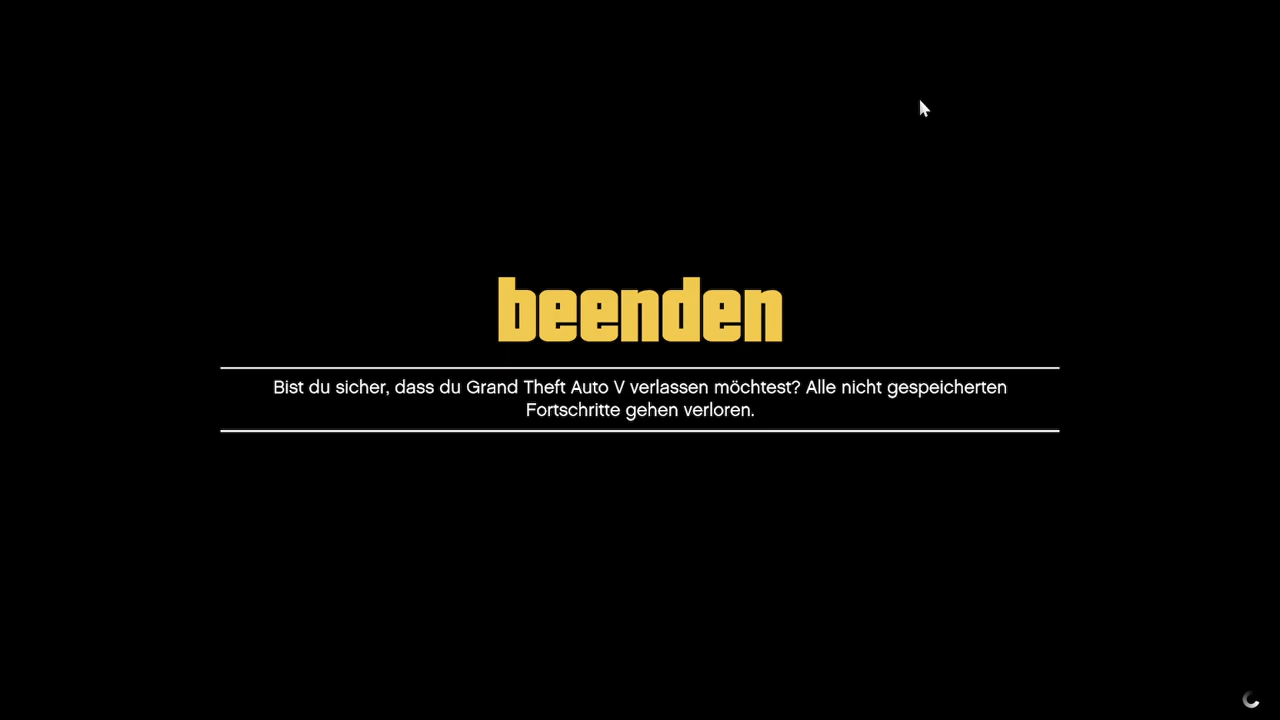 beenden
Bist du sicher, dass du Grand Theft Auto V verlassen möchtest? Alle nicht gespeicherten
Fortschritte gehen verloren.